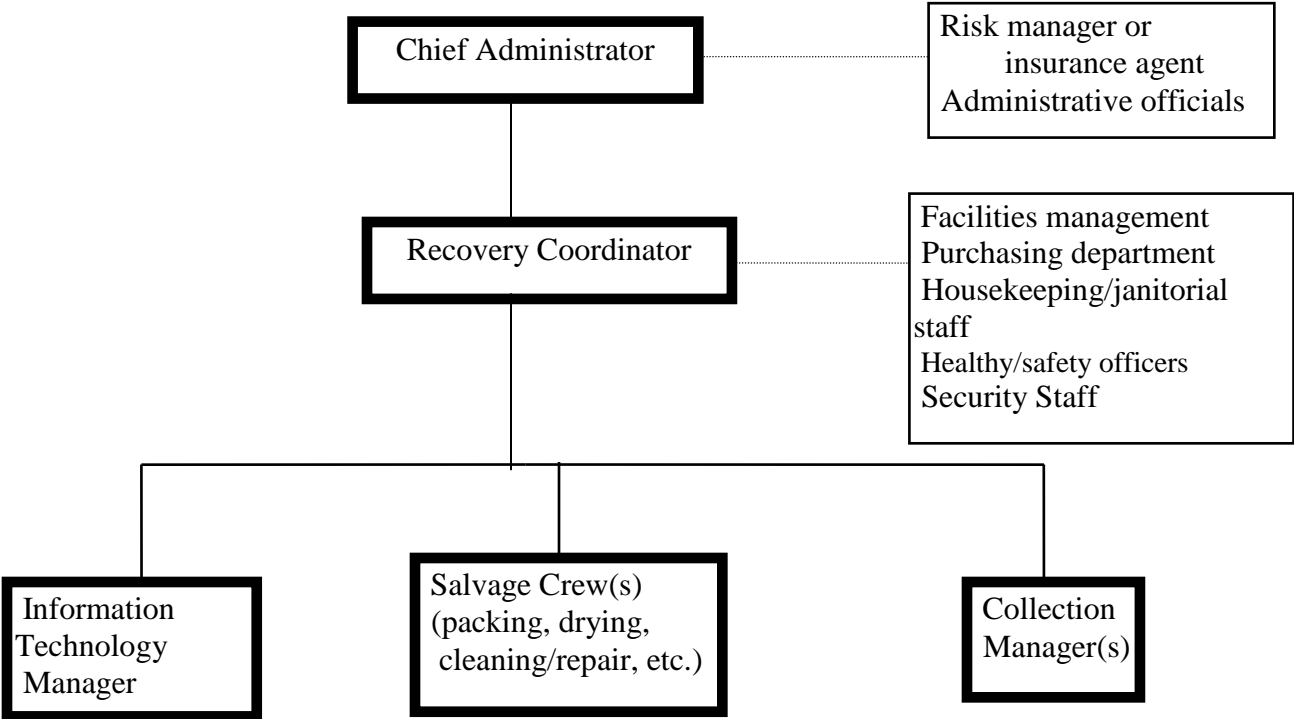 Chief Administrator
Risk manager or
insurance agent
Administrative officials
Recovery Coordinator
Facilities management
Purchasing department
Housekeeping/janitorial
staff
Healthy/safety officers
Security Staff
Information
Technology
Manager
Salvage Crew(s)
(packing, drying,
cleaning/repair, etc.)
Collection
Manager(s)